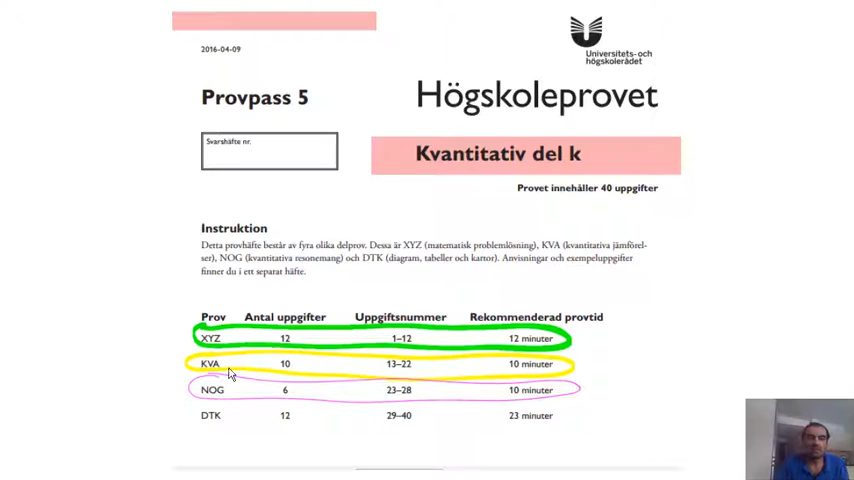 2016-04-09
Universitets- och
högskolerådet
Provpass 5
Högskoleprovet
Svarshäfte nr.
Kvantitativ del k
Provet innehåller 40 uppgifter
Instruktion
Detta provhäfte består av fyra olika delprov. Dessa är XYZ (matematisk problemlösning), KVA (kvantitativa jämförel-
ser), NOG (kvantitativa resonemang) och DTK (diagram, tabeller och kartor). Anvisningar och exempeluppgifter
finner du i ett separat häfte.
Prov Antal uppgifter Uppgiftsnummer Rekommenderad provtid
XYZ 12 1–12 12 minuter
KVA 10 13–22 10 minuter
NOG 6 23–28 10 minuter
DTK 12 29–40 23 minuter